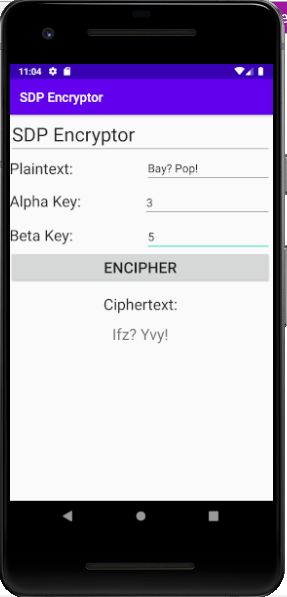 11:04
SDP Encryptor
SDP Encryptor
Plaintext: Bay? Pop!
Alpha Key: 3
Beta Key: 5
ENCIPHER
Ciphertext:
Ifz? Yvy!